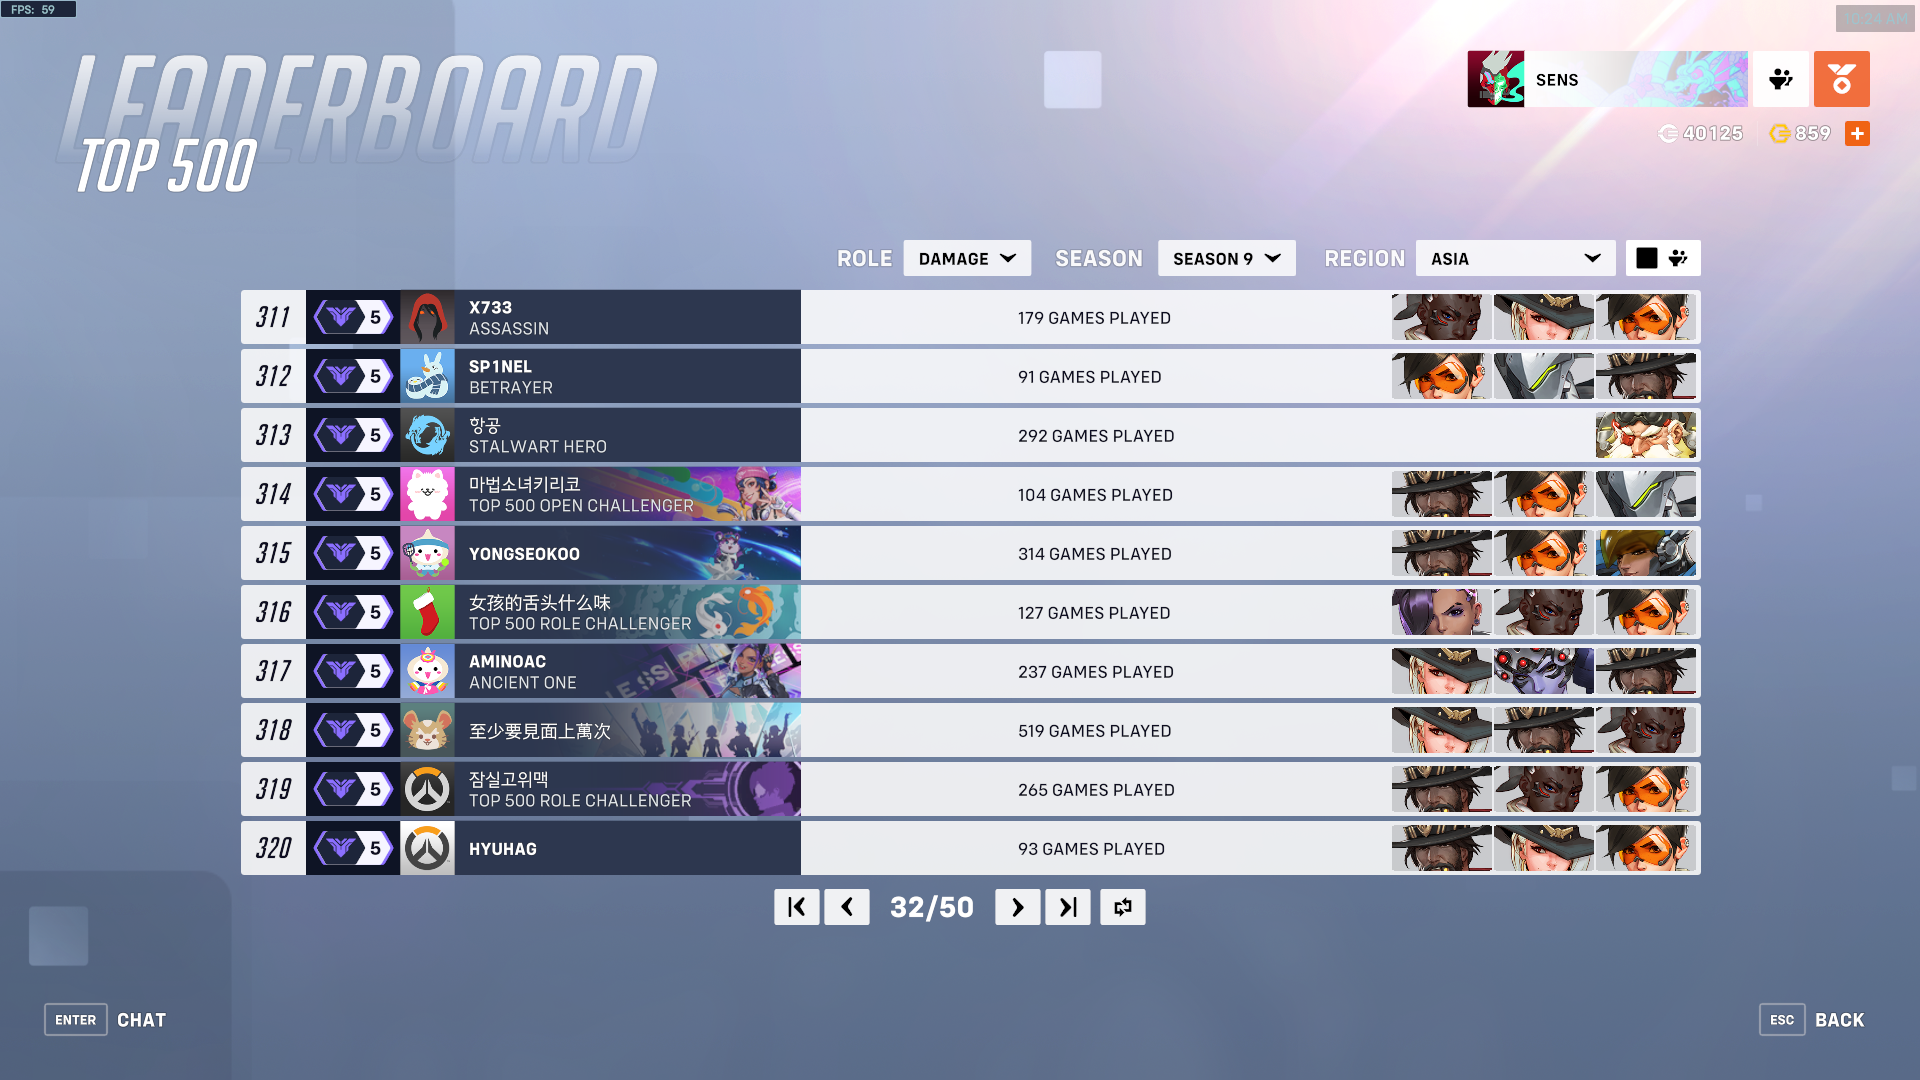 FPS: 59
10:24 AM
LEADERBOARD
TOP 500
SENS
40125
859
ROLE
DAMAGE
SEASON
SEASON 9
REGION
ASIA
311
5
X733
ASSASSIN
179 GAMES PLAYED
312
5
SP1NEL
BETRAYER
91 GAMES PLAYED
313
5
항공
STALWART HERO
292 GAMES PLAYED
314
5
마법소녀키리코
TOP 500 OPEN CHALLENGER
104 GAMES PLAYED
315
5
YONGSEOKOO
314 GAMES PLAYED
316
5
女孩的舌头什么味
TOP 500 ROLE CHALLENGER
127 GAMES PLAYED
317
5
AMINOAC
ANCIENT ONE
237 GAMES PLAYED
318
5
至少要見面上萬次
519 GAMES PLAYED
319
5
잠실고위맥
TOP 500 ROLE CHALLENGER
265 GAMES PLAYED
320
5
HYUHAG
93 GAMES PLAYED
32/50
ENTER CHAT
ESC BACK